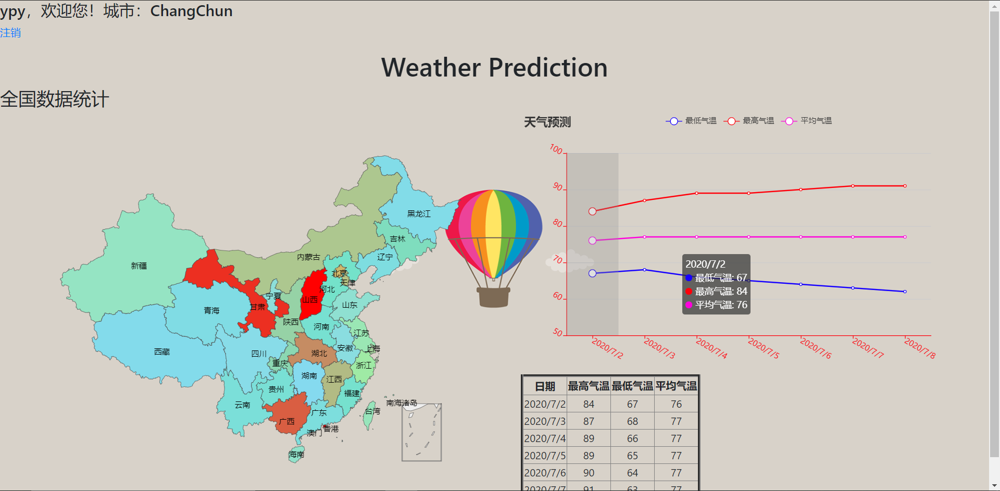 ypy，欢迎您！城市：ChangChun
注销
Weather Prediction
全国数据统计
天气预测
最低气温 最高气温 平均气温
100
90
80
70
60
50
2020/7/2 2020/7/3 2020/7/4 2020/7/5 2020/7/6 2020/7/7 2020/7/8
2020/7/2
最低气温: 67
最高气温: 84
平均气温: 76
黑龙江
吉林
辽宁
内蒙古
新疆
北京
天津
河北
山西
宁夏
甘肃
山东
青海
陕西
河南
江苏
西藏
四川
湖北
安徽
上海
重庆
浙江
湖南
江西
贵州
福建
云南
南海诸岛
台湾
广东
广西
香港
澳门
海南
日期 最高气温 最低气温 平均气温
2020/7/2 84 67 76
2020/7/3 87 68 77
2020/7/4 89 66 77
2020/7/5 89 65 77
2020/7/6 90 64 77
2020/7/7 91 63 77